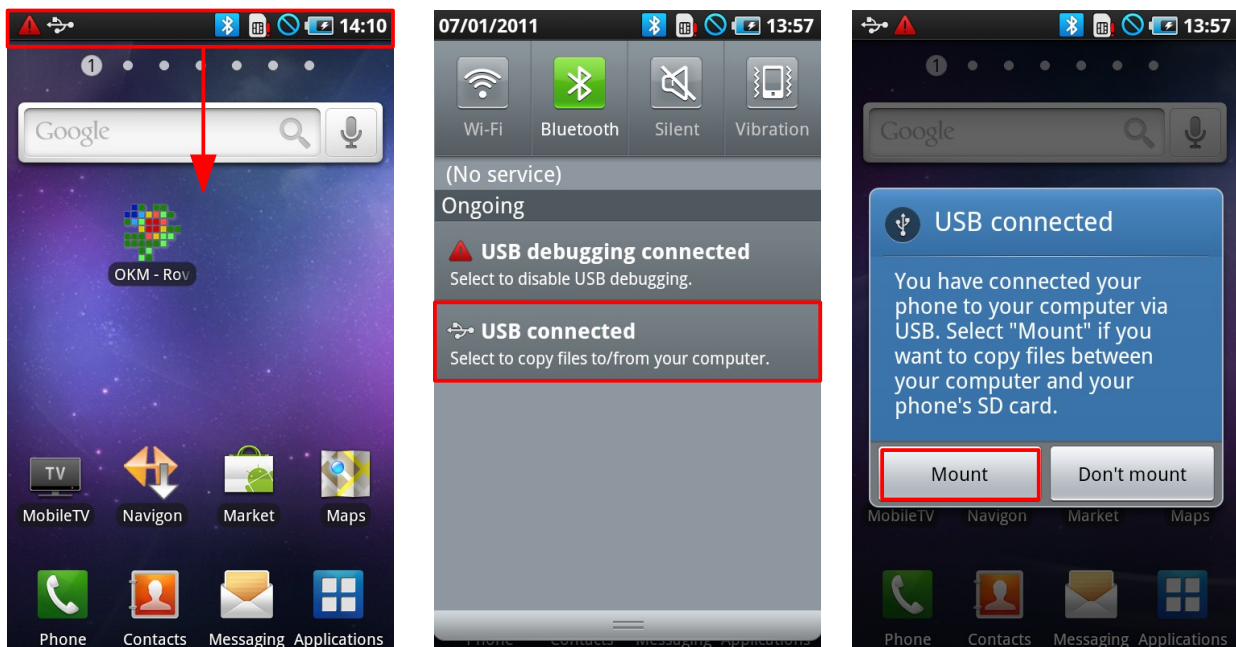 14:10
1
Google
OKM - Rov
TV
MobileTV Navigon Market Maps
Phone Contacts Messaging Applications
07/01/2011 13:57
Wi-Fi Bluetooth Silent Vibration
(No service)
Ongoing
USB debugging connected
Select to disable USB debugging.
USB connected
Select to copy files to/from your computer.
Phone Contacts Messaging Applications
13:57
1
Google
USB connected
You have connected your
phone to your computer via
USB. Select "Mount" if you
want to copy files between
your computer and your
phone's SD card.
Mount Don't mount
MobileTV Navigon Market Maps
Phone Contacts Messaging Applications